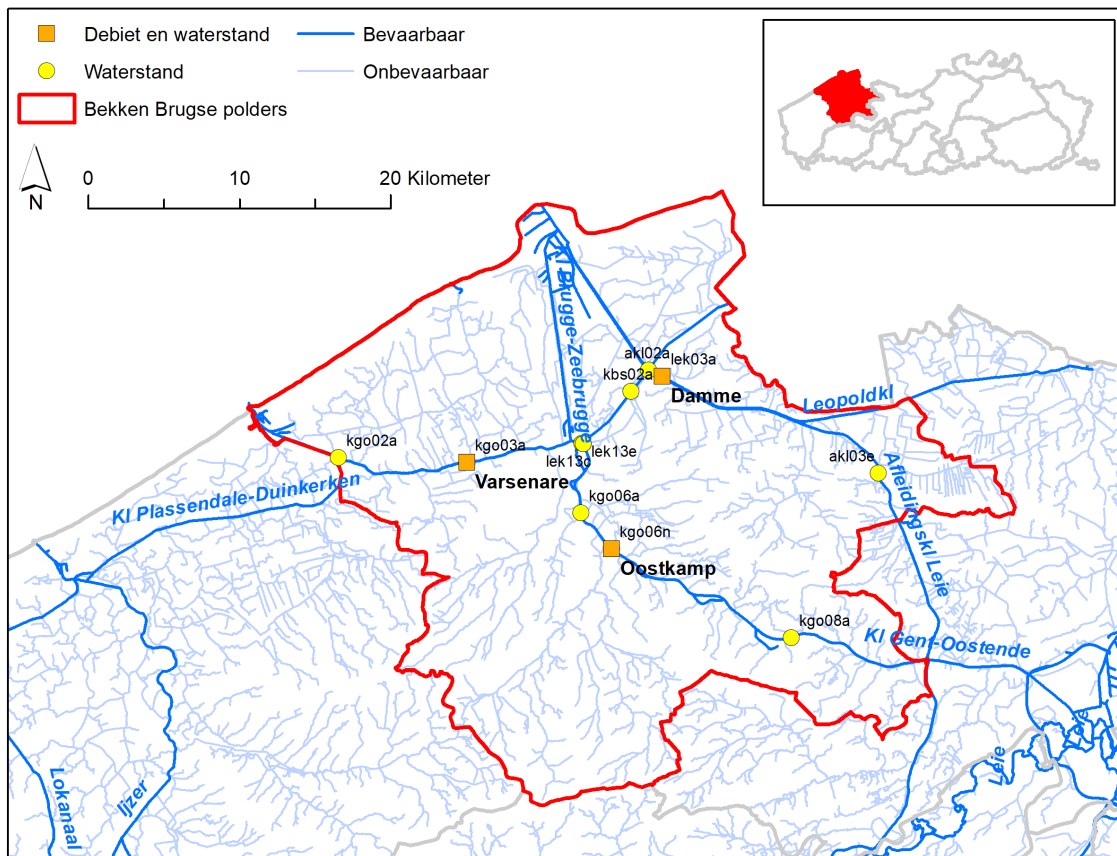 Debiet en waterstand
Bevaarbaar
Waterstand
Onbevaarbaar
Bekken Brugse polders
0 10 20 Kilometer
N
Kl Brugge-Zeebrugge
akl02a
lek03a
kbs02a
Damme
Leopoldkl
kgo02a
kgo03a
lek13e
lek13c
akl03e
Varsenare
Kl Plassendale-Duinkerken
Afleidingskl Leie
kgo06a
kgo06n
Oostkamp
kgo08a
Kl Gent-Oostende
Leie
Leie
Lokanaal
Ijzer